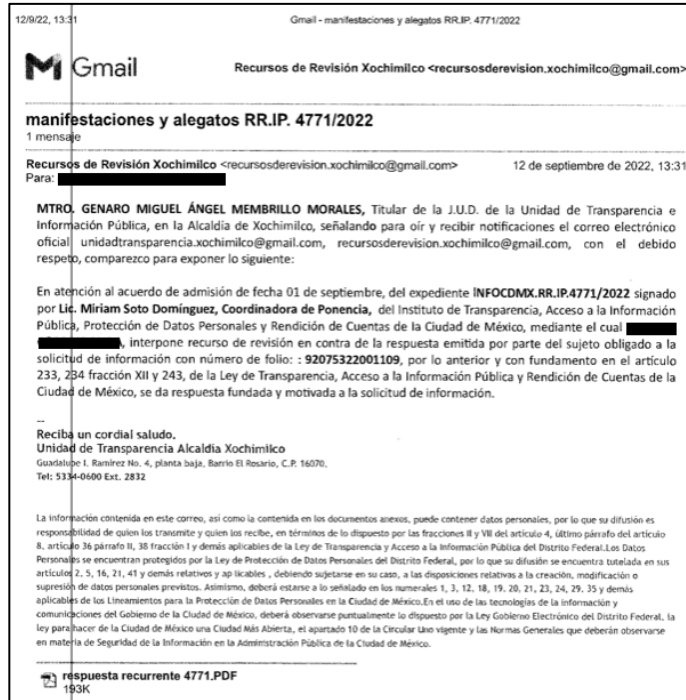 12/9/22, 13:31 Gmail - manifestaciones y alegatos RR.IP. 4771/2022
Gmail Recursos de Revisión Xochimilco <recursosderevision.xochimilco@gmail.com>
manifestaciones y alegatos RR.IP. 4771/2022
1 mensaje
Recursos de Revisión Xochimilco <recursosderevision.xochimilco@gmail.com> 12 de septiembre de 2022, 13:31
Para:
MTRO. GENARO MIGUEL ÁNGEL MEMBRILLO MORALES, Titular de la J.U.D. de la Unidad de Transparencia e
Información Pública, en la Alcaldía de Xochimilco, señalando para oír y recibir notificaciones el correo electrónico
oficial unidadtransparencia.xochimilco@gmail.com, recursosderevision.xochimilco@gmail.com, con el debido
respeto, comparezco para exponer lo siguiente:
En atención al acuerdo de admisión de fecha 01 de septiembre, del expediente INFOCDMX.RR.IP.4771/2022 signado
por Lic. Miriam Soto Domínguez, Coordinadora de Ponencia, del Instituto de Transparencia, Acceso a la Información
Pública, Protección de Datos Personales y Rendición de Cuentas de la Ciudad de México, mediante el cual
, interpone recurso de revisión en contra de la respuesta emitida por parte del sujeto obligado a la
solicitud de información con número de folio: : 92075322001109, por lo anterior y con fundamento en el artículo
233, 234 fracción XII y 243, de la Ley de Transparencia, Acceso a la Información Pública y Rendición de Cuentas de la
Ciudad de México, se da respuesta fundada y motivada a la solicitud de información.
--
Reciba un cordial saludo.
Unidad de Transparencia Alcaldia Xochimilco
Guadalupe I. Ramírez No. 4, planta baja, Barrio El Rosario, C.P. 16070.
Tel: 5334-0600 Ext. 2832
La información contenida en este correo, así como la contenida en los documentos anexos, puede contener datos personales, por lo que su difusión es
responsabilidad de quien los transmite y quien los recibe, en términos de lo dispuesto por las fracciones II y VII del artículo 4, último párrafo del artículo
8, artículo 36 párrafo II, 38 fracción I y demás aplicables de la Ley de Transparencia y Acceso a la Información Pública del Distrito Federal.Los Datos
Personales se encuentran protegidos por la Ley de Protección de Datos Personales del Distrito Federal, por lo que su difusión se encuentra tutelada en sus
artículos 2, 5, 16, 21, 41 y demás relativos y ap licables , debiendo sujetarse en su caso, a las disposiciones relativas a la creación, modificación o
supresión de datos personales previstos. Asimismo, deberá estarse a lo señalado en los numerales 1, 3, 12, 18, 19, 20, 21, 23, 24, 29, 35 y demás
aplicables de los Lineamientos para la Protección de Datos Personales en la Ciudad de México.En el uso de las tecnologías de la información y
comunicaciones del Gobierno de la Ciudad de México, deberá observarse puntualmente lo dispuesto por la Ley Gobierno Electrónico del Distrito Federal, la
ley para hacer de la Ciudad de México una Ciudad Más Abierta, el apartado 10 de la Circular Uno vigente y las Normas Generales que deberán observarse
en materia de Seguridad de la Información en la Administración Pública de la Ciudad de México.
respuesta recurrente 4771.PDF
193K